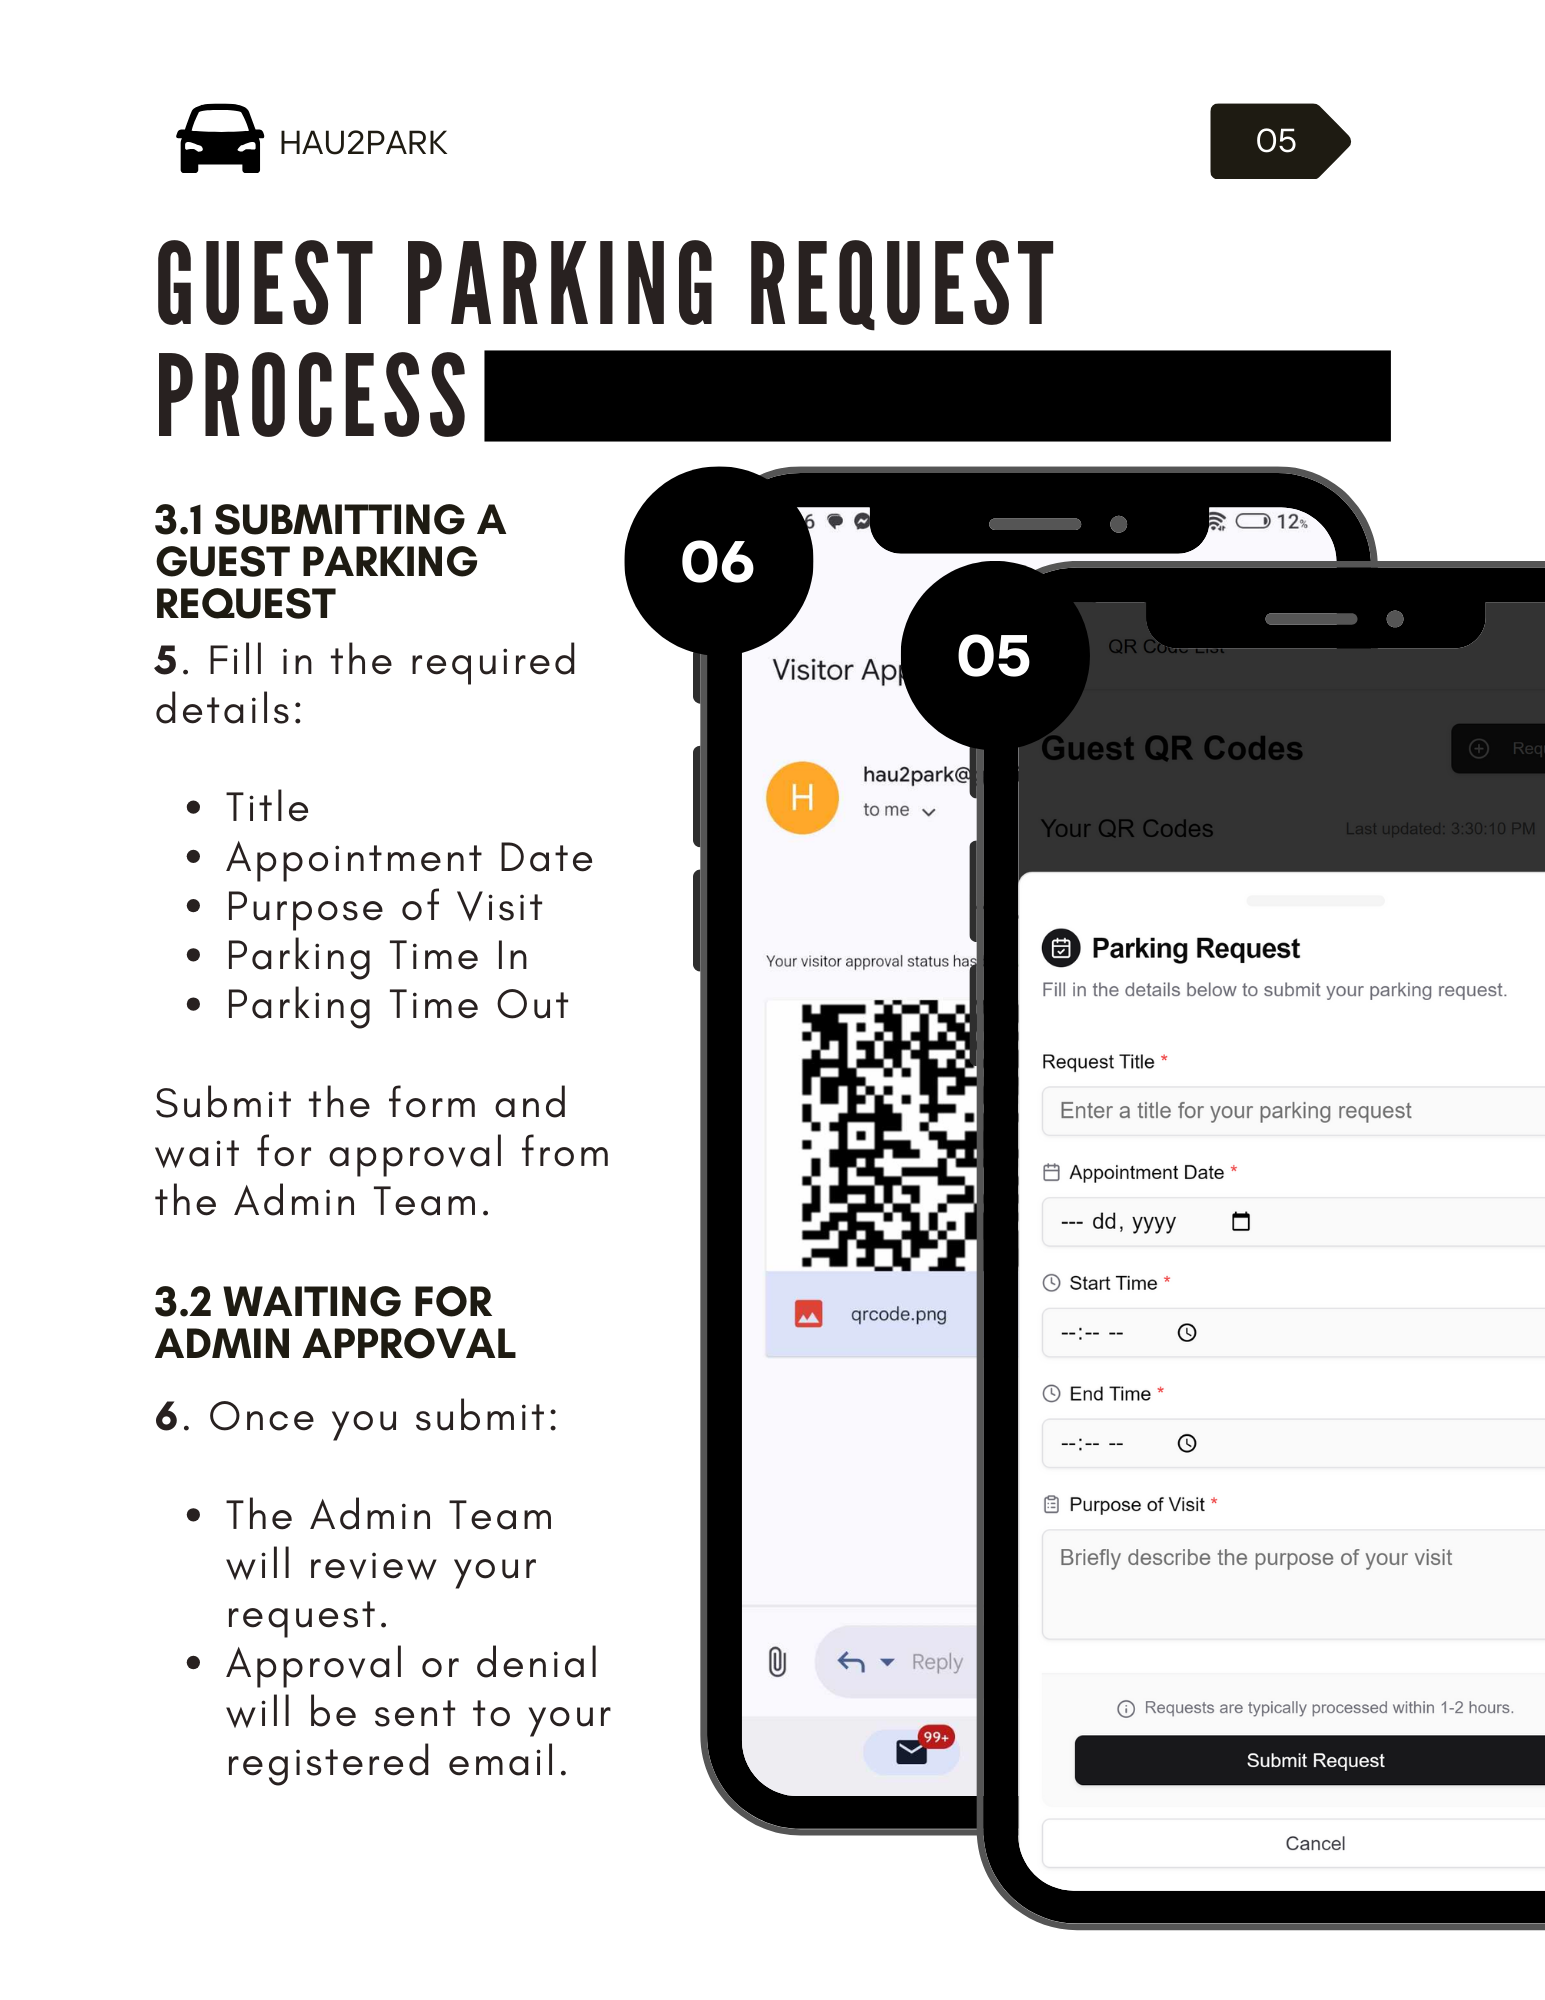 HAU2PARK
05
GUEST PARKING REQUEST
PROCESS
3.1 SUBMITTING A
GUEST PARKING
REQUEST
5. Fill in the required
details:
• Title
• Appointment Date
• Purpose of Visit
• Parking Time In
• Parking Time Out
Submit the form and
wait for approval from
the Admin Team.
3.2 WAITING FOR
ADMIN APPROVAL
6. Once you submit:
• The Admin Team
will review your
request.
• Approval or denial
will be sent to your
registered email.
06
6
12%
Visitor
H
hau2park@
to me
Your visitor approval status has
qrcode.png
Reply
99+
05
QR Code List
Guest QR Codes
Your QR Codes
Last updated: 3:30:10 PM
Parking Request
Fill in the details below to submit your parking request.
Request Title *
Enter a title for your parking request
Appointment Date *
--- dd, yyyy
Start Time *
--:-- --
End Time *
--:-- --
Purpose of Visit *
Briefly describe the purpose of your visit
Requests are typically processed within 1-2 hours.
Submit Request
Cancel